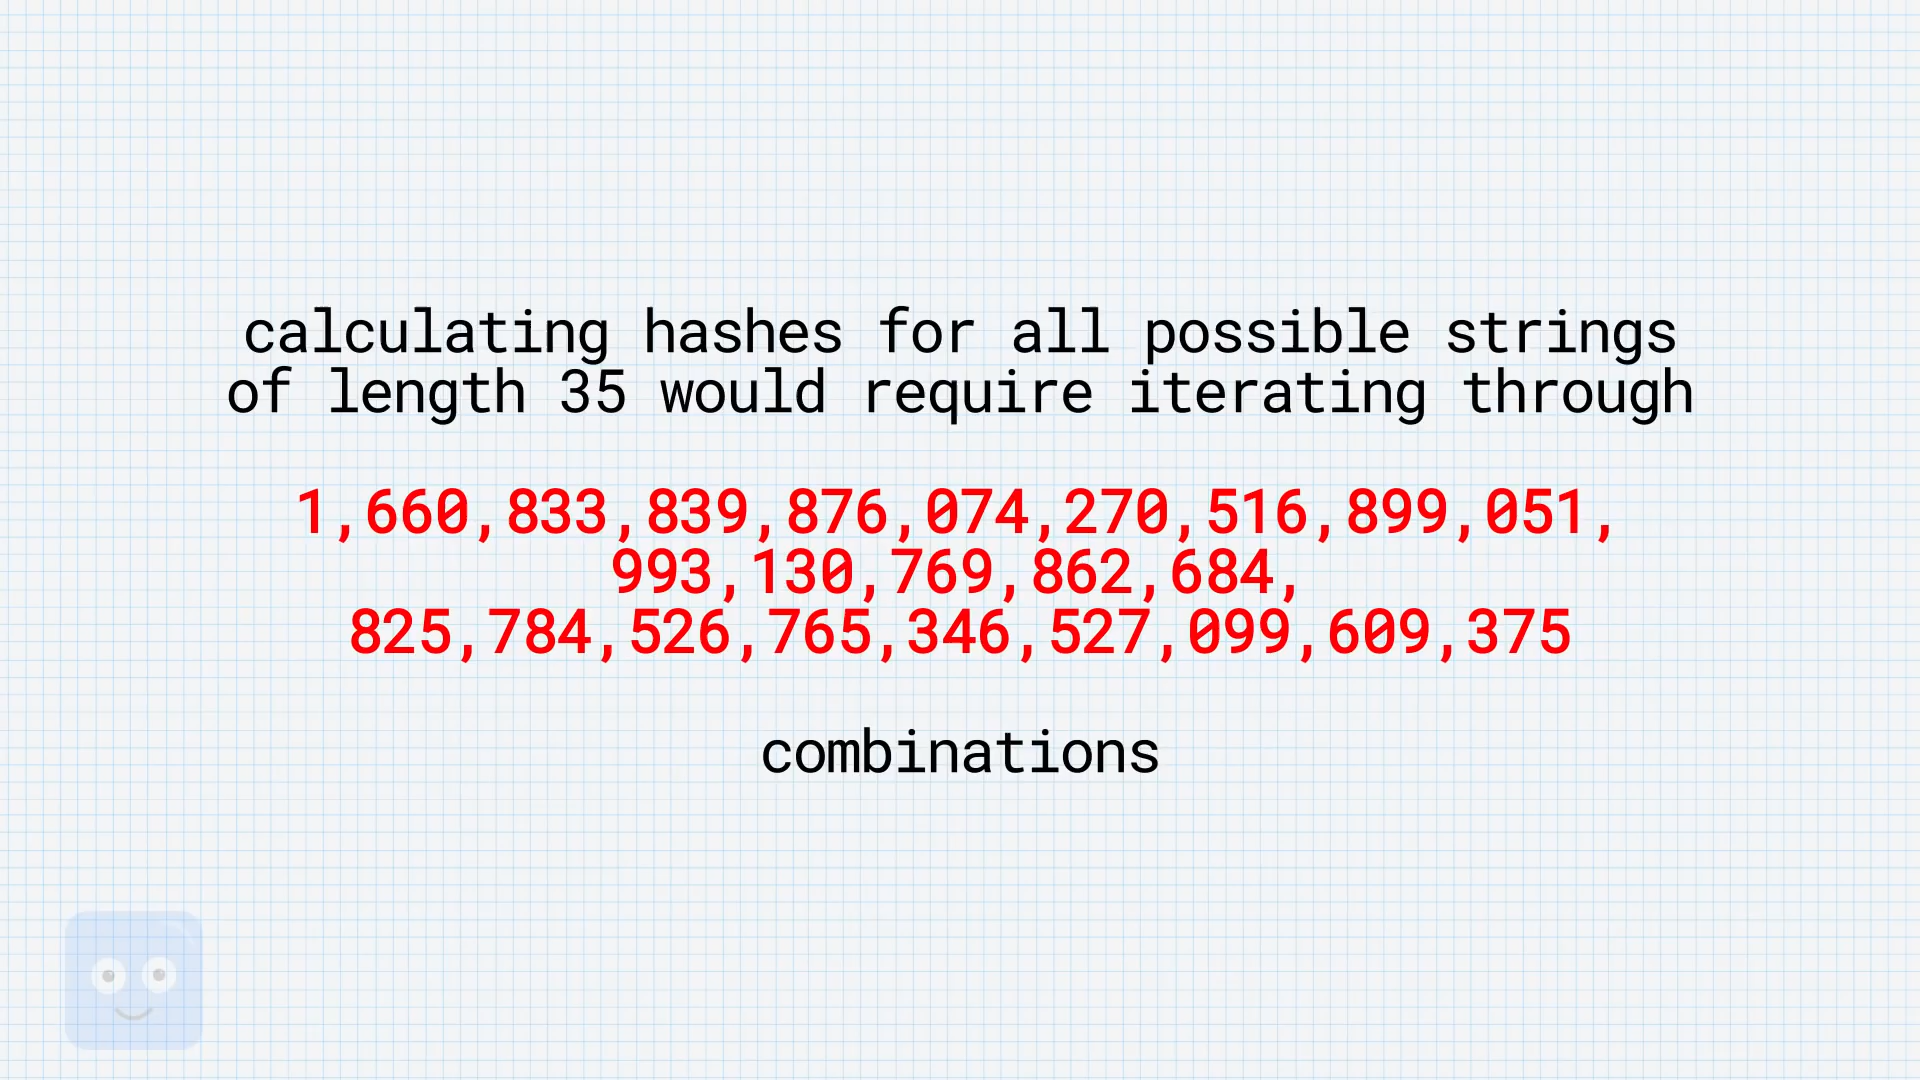 calculating hashes for all possible strings
of length 35 would require iterating through
1,660,833,839,876,074,270,516,899,051,
993,130,769,862,684,
825,784,526,765,346,527,099,609,375
combinations